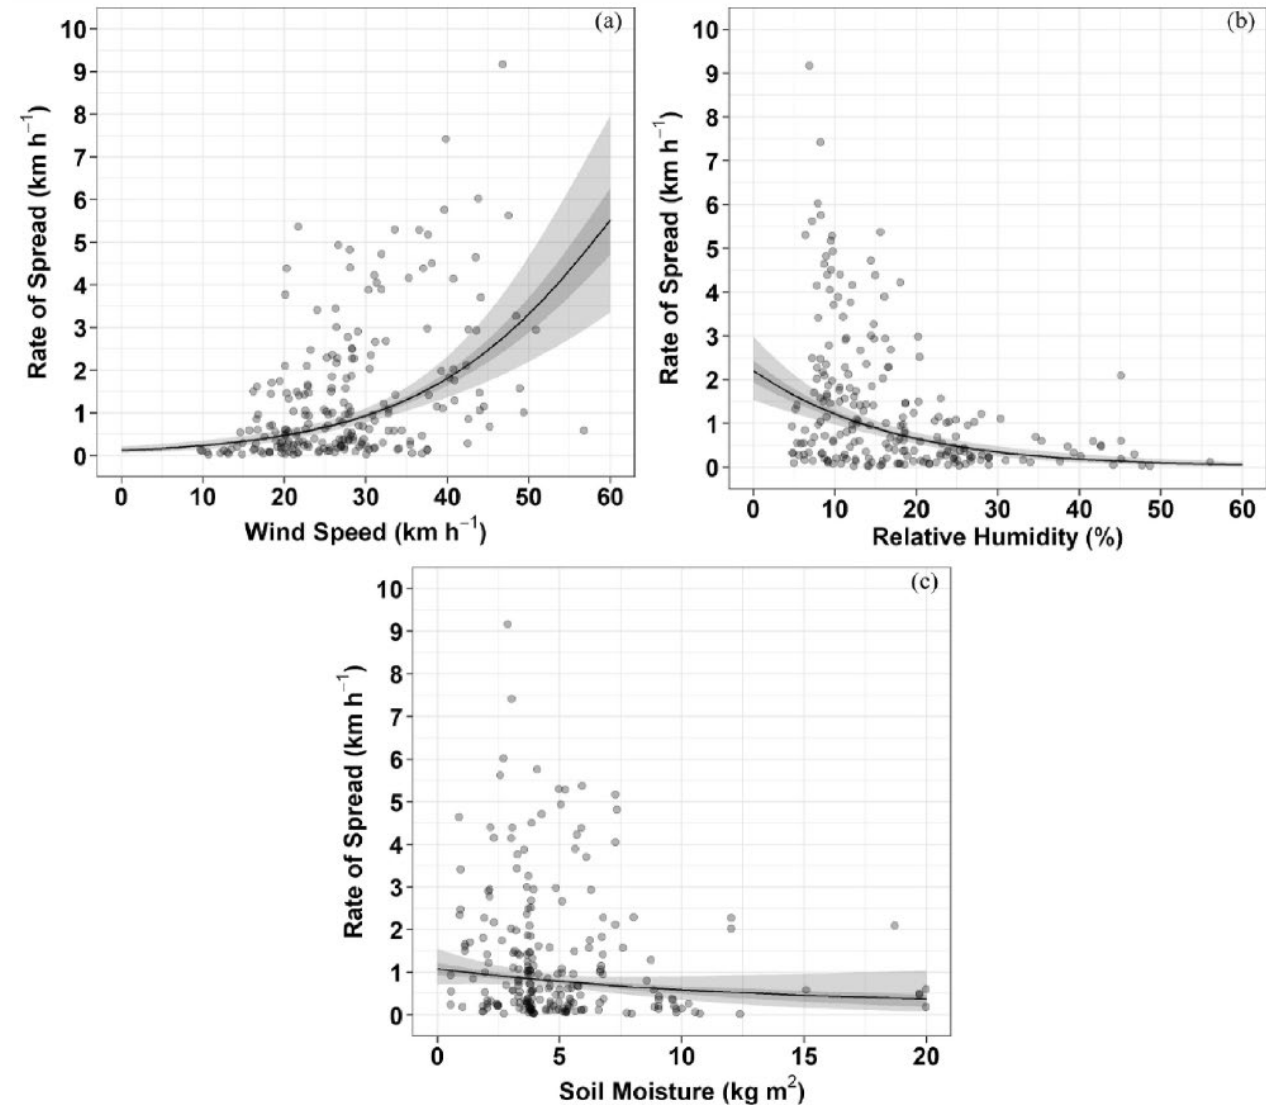 (a)
10
9
8
7
6
5
4
3
2
1
0
Rate of Spread (km h⁻¹)
0 10 20 30 40 50 60
Wind Speed (km h⁻¹)
(b)
10
9
8
7
6
5
4
3
2
1
0
Rate of Spread (km h⁻¹)
0 10 20 30 40 50 60
Relative Humidity (%)
(c)
10
9
8
7
6
5
4
3
2
1
0
Rate of Spread (km h⁻¹)
0 5 10 15 20
Soil Moisture (kg m²)